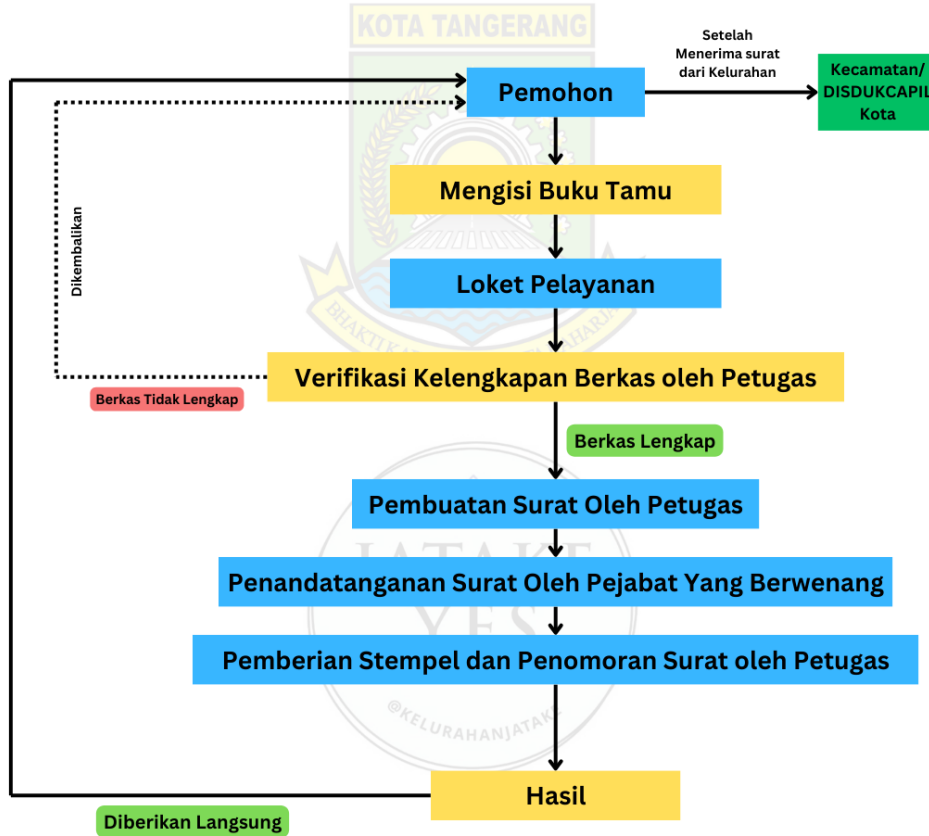 KOTA TANGERANG
Setelah
Menerima surat
dari Kelurahan
Pemohon
Kecamatan/
DISDUKCAPIL
Kota
Mengisi Buku Tamu
Dikembalikan
Loket Pelayanan
Verifikasi Kelengkapan Berkas oleh Petugas
Berkas Tidak Lengkap
Berkas Lengkap
Pembuatan Surat Oleh Petugas
JATAKE
Penandatanganan Surat Oleh Pejabat Yang Berwenang
YES
Pemberian Stempel dan Penomoran Surat oleh Petugas
@KELURAHANJATAKE
Hasil
Diberikan Langsung